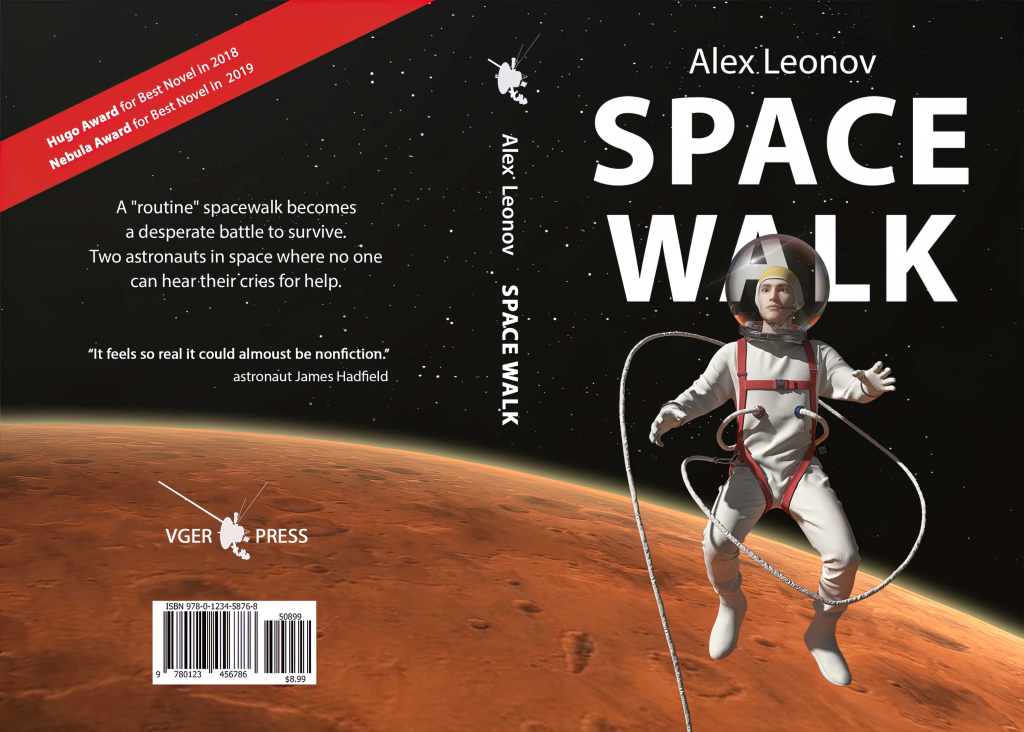 Hugo Award for Best Novel in 2018
Nebula Award for Best Novel in 2019
A "routine" spacewalk becomes
a desperate battle to survive.
Two astronauts in space where no one
can hear their cries for help.
“It feels so real it could almoust be nonfiction.”
astronaut James Hadfield
VGER PRESS
ISBN 978-0-1234-5876-8
50899
9 780123 456786
$8.99
Alex Leonov SPACE WALK
Alex Leonov
SPACE
WALK